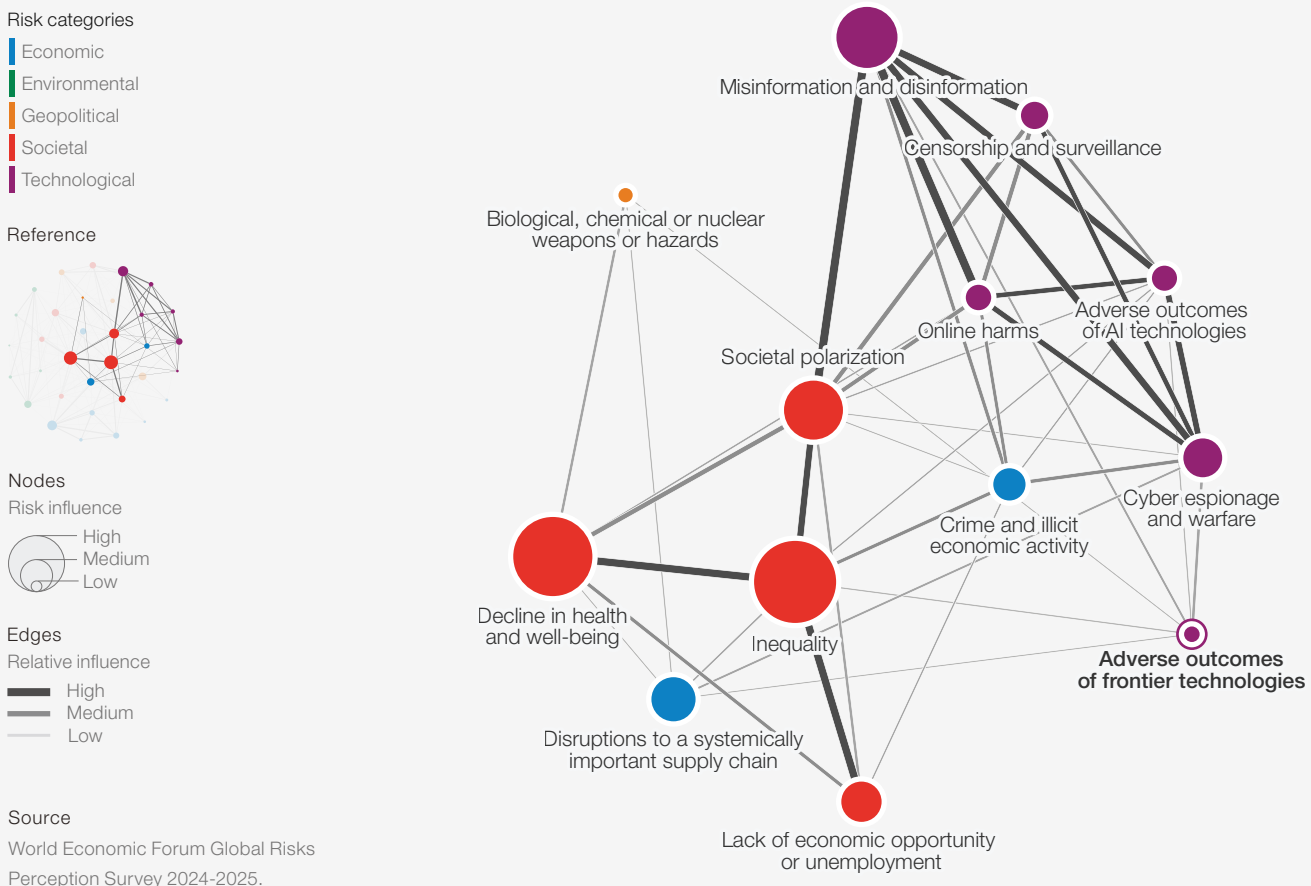 Risk categories
Economic
Environmental
Geopolitical
Societal
Technological
Reference
Nodes
Risk influence
High
Medium
Low
Edges
Relative influence
High
Medium
Low
Source
World Economic Forum Global Risks
Perception Survey 2024-2025.
Misinformation and disinformation
Censorship and surveillance
Biological, chemical or nuclear
weapons or hazards
Adverse outcomes
of AI technologies
Online harms
Societal polarization
Cyber espionage
and warfare
Crime and illicit
economic activity
Decline in health
and well-being
Inequality
Adverse outcomes
of frontier technologies
Disruptions to a systemically
important supply chain
Lack of economic opportunity
or unemployment